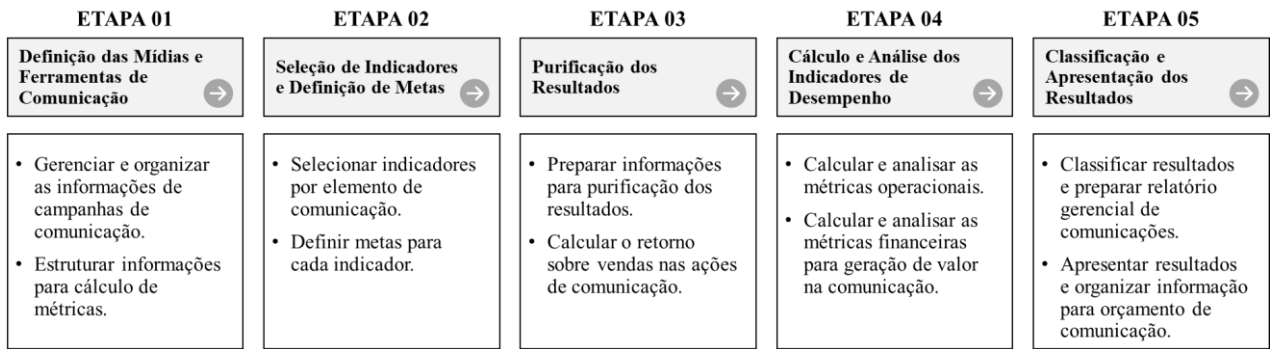 ETAPA 01
Definição das Mídias e
Ferramentas de
Comunicação
• Gerenciar e organizar
as informações de
campanhas de
comunicação.
• Estruturar informações
para cálculo de
métricas.
ETAPA 02
Seleção de Indicadores
e Definição de Metas
• Selecionar indicadores
por elemento de
comunicação.
• Definir metas para
cada indicador.
ETAPA 03
Purificação dos
Resultados
• Preparar informações
para purificação dos
resultados.
• Calcular o retorno
sobre vendas nas ações
de comunicação.
ETAPA 04
Cálculo e Análise dos
Indicadores de
Desempenho
• Calcular e analisar as
métricas operacionais.
• Calcular e analisar as
métricas financeiras
para geração de valor
na comunicação.
ETAPA 05
Classificação e
Apresentação dos
Resultados
• Classificar resultados
e preparar relatório
gerencial de
comunicações.
• Apresentar resultados
e organizar informação
para orçamento de
comunicação.